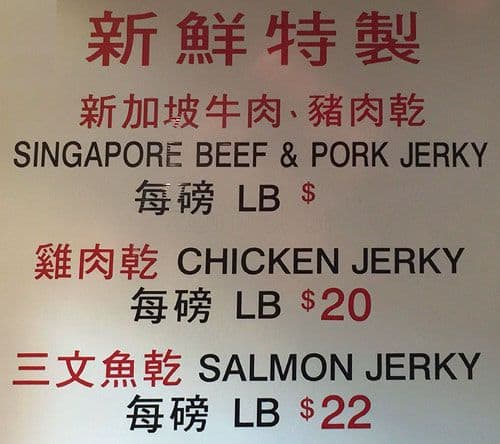 新鮮特製
新加坡牛肉、豬肉乾
SINGAPORE BEEF & PORK JERKY
每磅 LB $
雞肉乾 CHICKEN JERKY
每磅 LB $20
三文魚乾 SALMON JERKY
每磅 LB $22